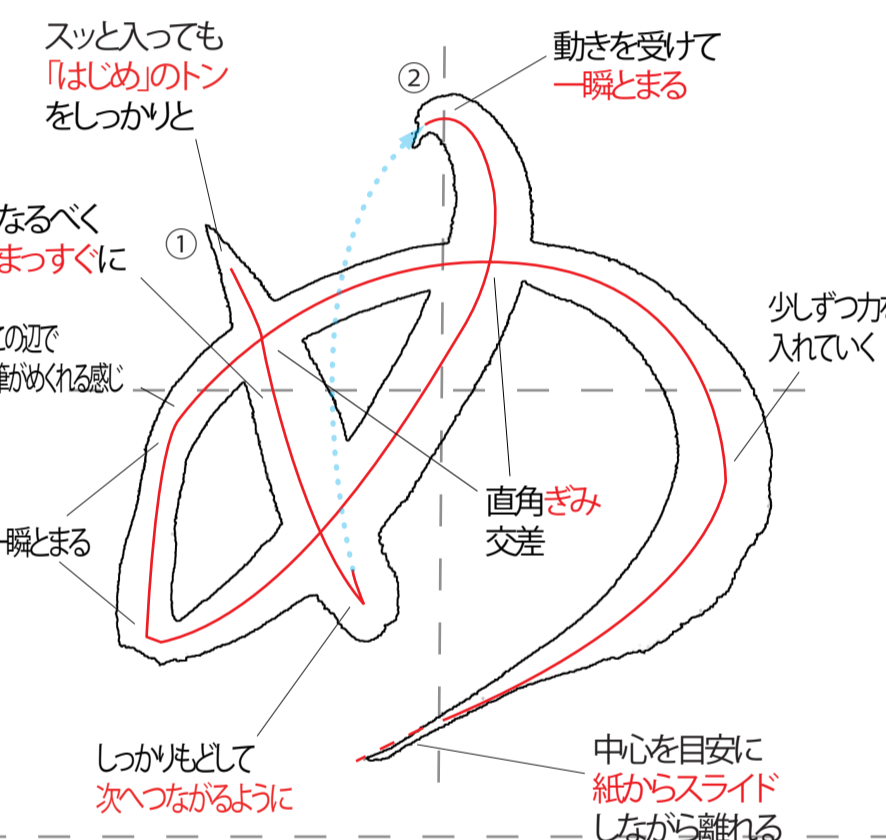 スッと入っても
「はじめ」のトン
をしっかりと
②
動きを受けて
一瞬とまる
なるべく
まっすぐに
①
この辺で
筆がめくれる感じ
少しずつ力を
入れていく
一瞬とまる
直角ぎみ
交差
しっかりもどして
次へつながるように
中心を目安に
紙からスライド
しながら離れる